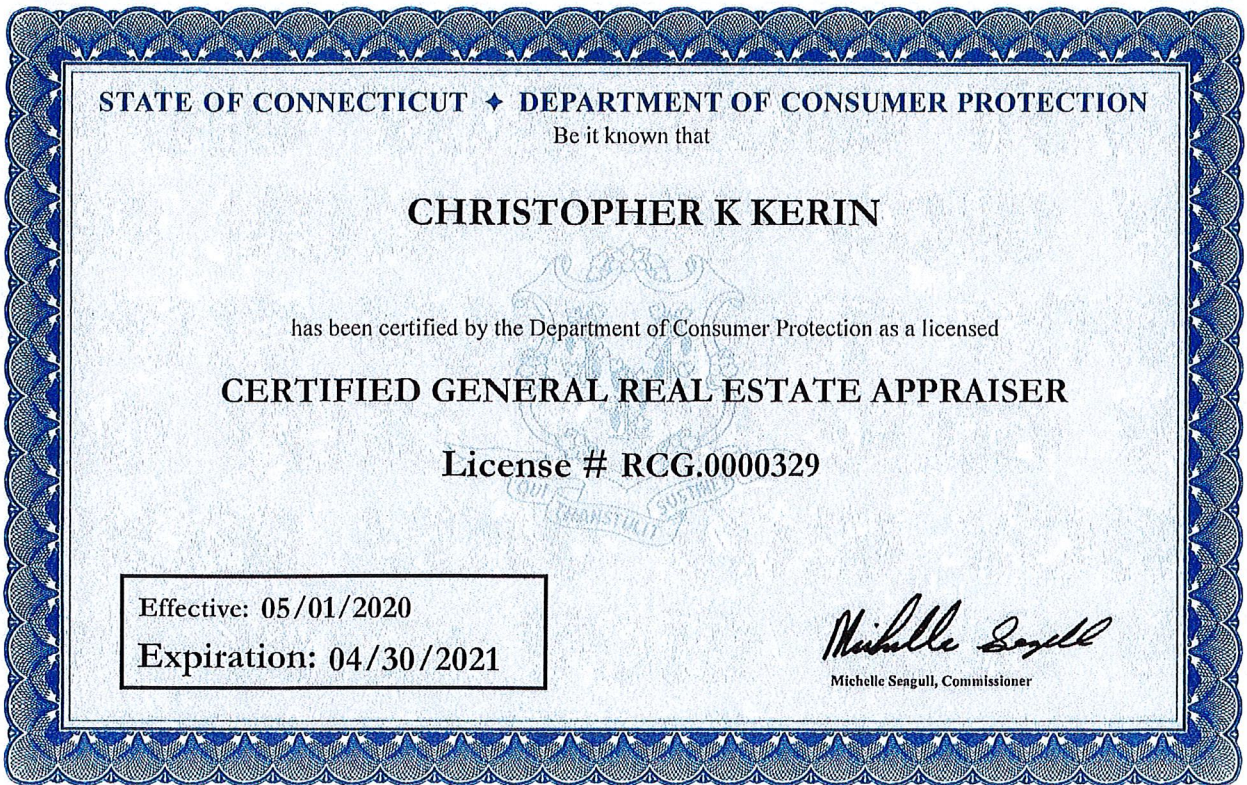 STATE OF CONNECTICUT ✦ DEPARTMENT OF CONSUMER PROTECTION
Be it known that
CHRISTOPHER K KERIN
has been certified by the Department of Consumer Protection as a licensed
CERTIFIED GENERAL REAL ESTATE APPRAISER
License # RCG.0000329
QUI TRANSTULIT
Effective: 05/01/2020
Expiration: 04/30/2021
Michelle Seagull
Michelle Seagull, Commissioner